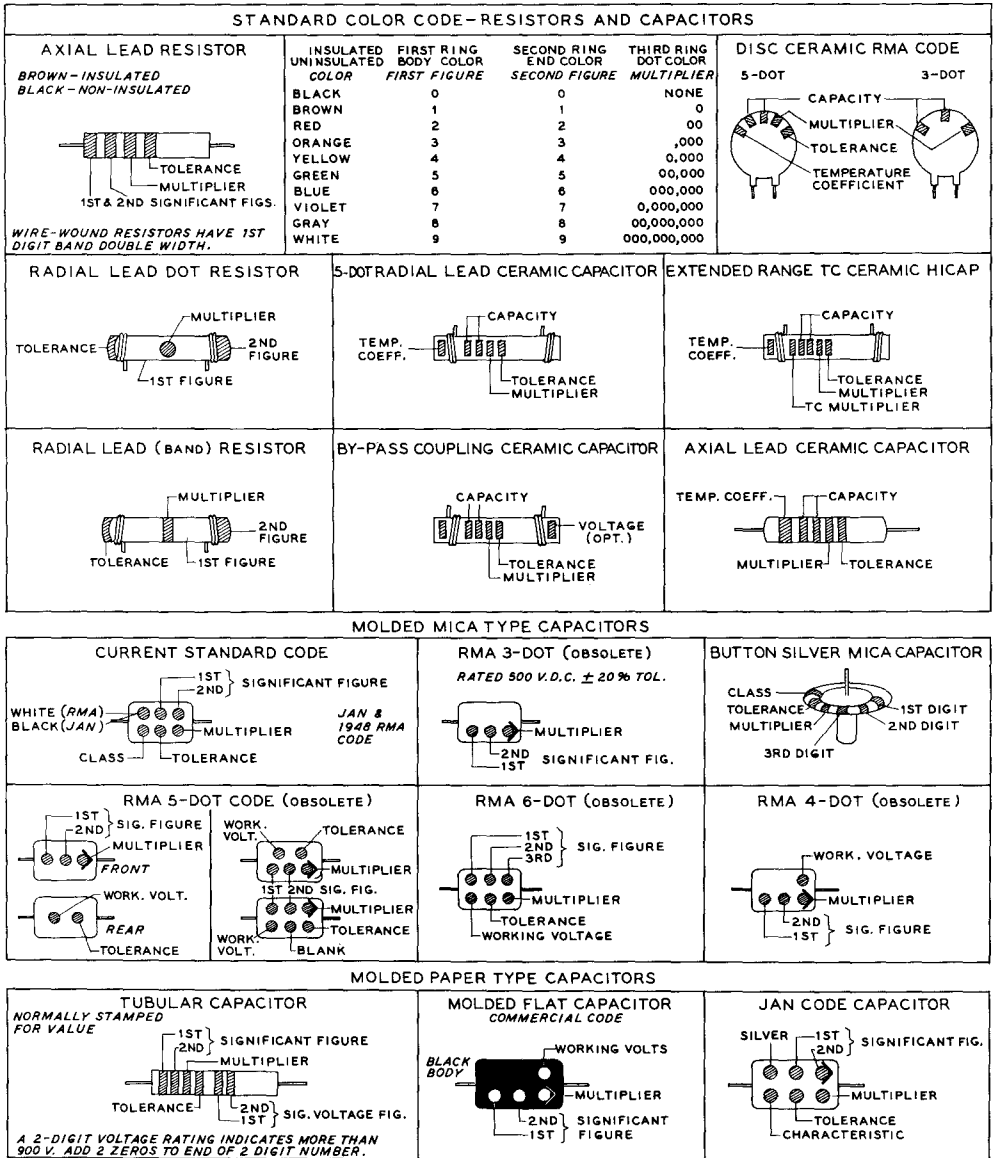 STANDARD COLOR CODE-RESISTORS AND CAPACITORS
AXIAL LEAD RESISTOR
BROWN-INSULATED
BLACK-NON-INSULATED
TOLERANCE
MULTIPLIER
1ST & 2ND SIGNIFICANT FIGS.
WIRE-WOUND RESISTORS HAVE 1ST
DIGIT BAND DOUBLE WIDTH.
INSULATED FIRST RING SECOND RING THIRD RING
UNINSULATED BODY COLOR END COLOR DOT COLOR
COLOR FIRST FIGURE SECOND FIGURE MULTIPLIER
BLACK 0 0 NONE
BROWN 1 1 0
RED 2 2 00
ORANGE 3 3 ,000
YELLOW 4 4 0,000
GREEN 5 5 00,000
BLUE 6 6 000,000
VIOLET 7 7 0,000,000
GRAY 8 8 00,000,000
WHITE 9 9 000,000,000
DISC CERAMIC RMA CODE
5-DOT 3-DOT
CAPACITY
MULTIPLIER
TOLERANCE
TEMPERATURE
COEFFICIENT
RADIAL LEAD DOT RESISTOR
MULTIPLIER
TOLERANCE
2ND
FIGURE
1ST FIGURE
5-DOT RADIAL LEAD CERAMIC CAPACITOR
CAPACITY
TEMP.
COEFF.
TOLERANCE
MULTIPLIER
EXTENDED RANGE TC CERAMIC HICAP
CAPACITY
TEMP.
COEFF.
TOLERANCE
MULTIPLIER
TC MULTIPLIER
RADIAL LEAD (BAND) RESISTOR
MULTIPLIER
2ND
FIGURE
TOLERANCE 1ST FIGURE
BY-PASS COUPLING CERAMIC CAPACITOR
CAPACITY
VOLTAGE
(OPT.)
TOLERANCE
MULTIPLIER
AXIAL LEAD CERAMIC CAPACITOR
TEMP. COEFF. CAPACITY
MULTIPLIER TOLERANCE
MOLDED MICA TYPE CAPACITORS
CURRENT STANDARD CODE
1ST
2ND } SIGNIFICANT FIGURE
WHITE (RMA)
BLACK (JAN)
JAN &
1948 RMA
CODE
MULTIPLIER
CLASS TOLERANCE
RMA 3-DOT (OBSOLETE)
RATED 500 V.D.C. ± 20% TOL.
MULTIPLIER
2ND
1ST SIGNIFICANT FIG.
BUTTON SILVER MICA CAPACITOR
CLASS
TOLERANCE
MULTIPLIER
1ST DIGIT
2ND DIGIT
3RD DIGIT
RMA 5-DOT CODE (OBSOLETE)
1ST
2ND } SIG. FIGURE
MULTIPLIER
FRONT
WORK. VOLT.
REAR
TOLERANCE
WORK.
VOLT.
TOLERANCE
MULTIPLIER
1ST 2ND SIG. FIG.
MULTIPLIER
TOLERANCE
WORK.
VOLT.
BLANK
RMA 6-DOT (OBSOLETE)
1ST
2ND
3RD } SIG. FIGURE
MULTIPLIER
TOLERANCE
WORKING VOLTAGE
RMA 4-DOT (OBSOLETE)
WORK. VOLTAGE
MULTIPLIER
2ND
1ST } SIG. FIGURE
MOLDED PAPER TYPE CAPACITORS
TUBULAR CAPACITOR
NORMALLY STAMPED
FOR VALUE
1ST
2ND } SIGNIFICANT FIGURE
MULTIPLIER
TOLERANCE
2ND
1ST } SIG. VOLTAGE FIG.
A 2-DIGIT VOLTAGE RATING INDICATES MORE THAN
900 V. ADD 2 ZEROS TO END OF 2 DIGIT NUMBER.
MOLDED FLAT CAPACITOR
COMMERCIAL CODE
WORKING VOLTS
BLACK
BODY
MULTIPLIER
2ND } SIGNIFICANT
1ST } FIGURE
JAN CODE CAPACITOR
SILVER
1ST
2ND } SIGNIFICANT FIG.
MULTIPLIER
TOLERANCE
CHARACTERISTIC